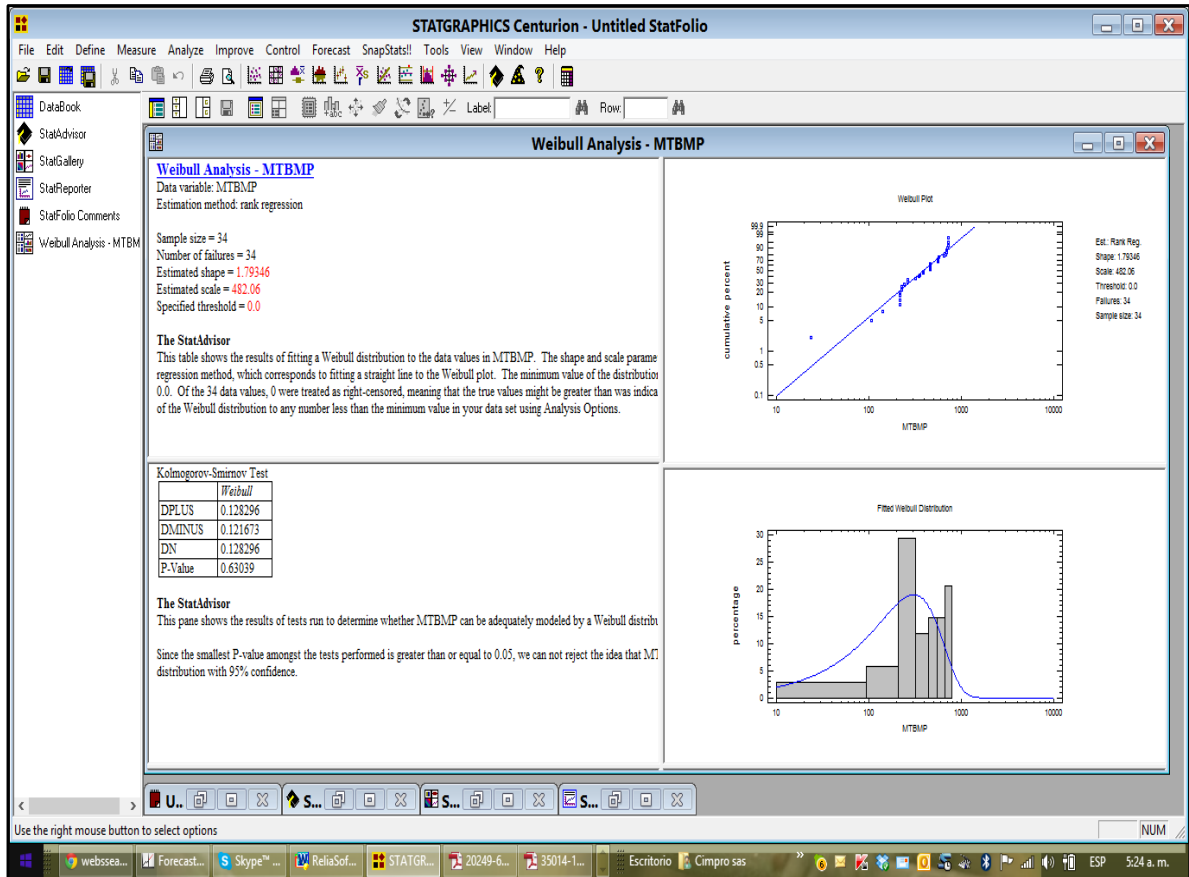 STATGRAPHICS Centurion - Untitled StatFolio
File Edit Define Measure Analyze Improve Control Forecast SnapStats!! Tools View Window Help
Label: Row:
DataBook
StatAdvisor
StatGallery
StatReporter
StatFolio Comments
Weibull Analysis - MTBM
Weibull Analysis - MTBMP
Weibull Analysis - MTBMP
Data variable: MTBMP
Estimation method: rank regression
Sample size = 34
Number of failures = 34
Estimated shape = 1.79346
Estimated scale = 482.06
Specified threshold = 0.0
The StatAdvisor
This table shows the results of fitting a Weibull distribution to the data values in MTBMP. The shape and scale parame
regression method, which corresponds to fitting a straight line to the Weibull plot. The minimum value of the distribution
0.0. Of the 34 data values, 0 were treated as right-censored, meaning that the true values might be greater than was indica
of the Weibull distribution to any number less than the minimum value in your data set using Analysis Options.
Weibull Plot
cumulative percent
99.9
99
90
70
50
30
20
10
5
1
0.5
0.1
10 100 1000 10000
MTBMP
Est.: Rank Reg.
Shape: 1.79346
Scale: 482.06
Threshold: 0.0
Failures: 34
Sample size: 34
Kolmogorov-Smirnov Test
Weibull
DPLUS 0.128296
DMINUS 0.121673
DN 0.128296
P-Value 0.63039
The StatAdvisor
This pane shows the results of tests run to determine whether MTBMP can be adequately modeled by a Weibull distribu
Since the smallest P-value amongst the tests performed is greater than or equal to 0.05, we can not reject the idea that MT
distribution with 95% confidence.
Fitted Weibull Distribution
percentage
30
25
20
15
10
5
0
10 100 1000 10000
MTBMP
U.. S... S... S...
Use the right mouse button to select options
NUM
webssea... Forecast... Skype™ ... ReliaSof... STATGR... 20249-6... 35014-1... Escritorio Cimpro sas » ESP 5:24 a. m.